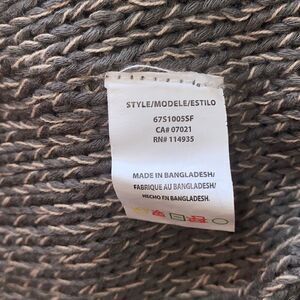 STYLE/MODELE/ESTILO
6751005SF
CA# 07021
RN# 114935
MADE IN BANGLADESH/
FABRIQUE AU BANGLADESH/
HECHO EN BANGLADESH.